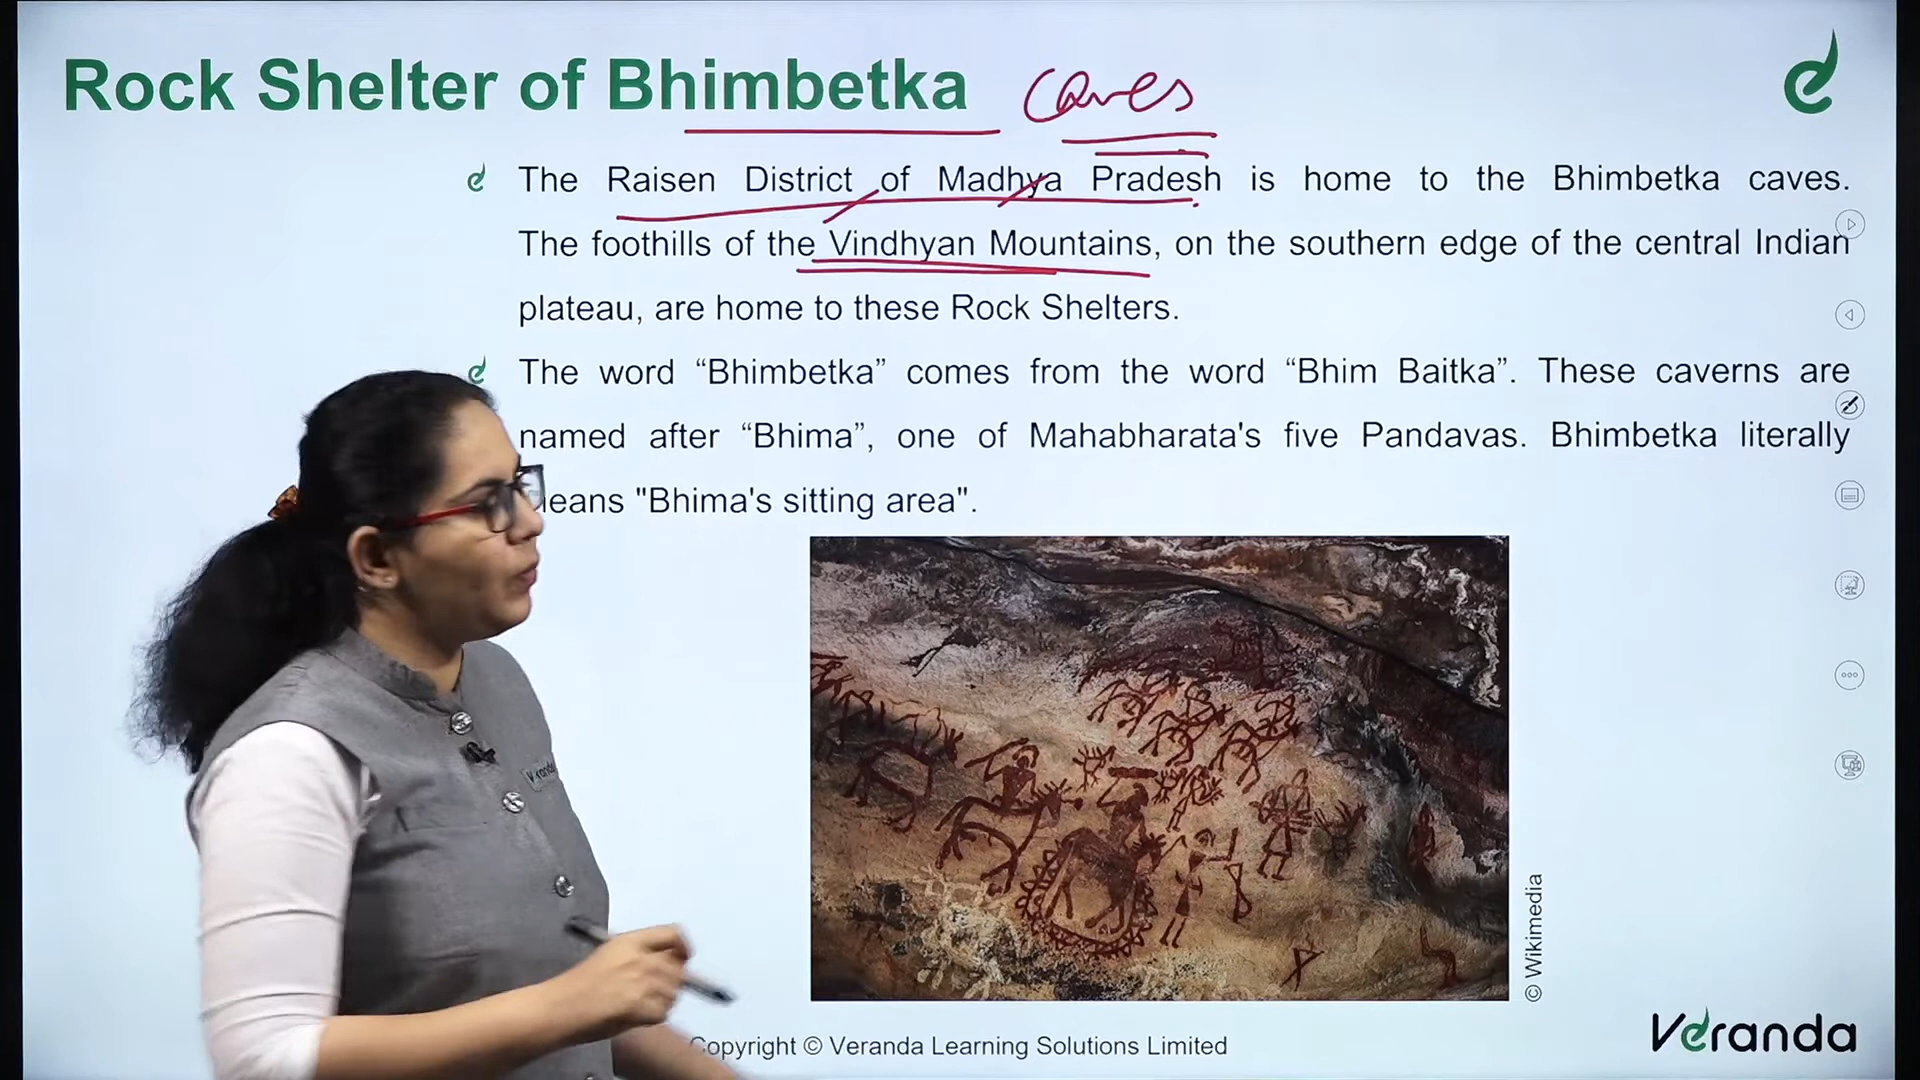 Rock Shelter of Bhimbetka caves
The Raisen District of Madhya Pradesh is home to the Bhimbetka caves.
The foothills of the Vindhyan Mountains, on the southern edge of the central Indian
plateau, are home to these Rock Shelters.
The word “Bhimbetka” comes from the word “Bhim Baitka”. These caverns are
named after “Bhima”, one of Mahabharata's five Pandavas. Bhimbetka literally
eans "Bhima's sitting area".
© Wikimedia
Copyright © Veranda Learning Solutions Limited
Veranda